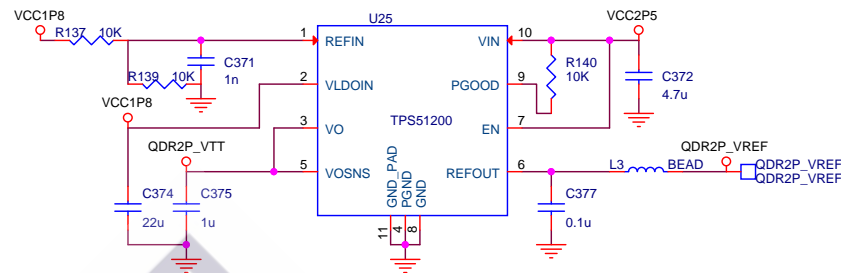 VCC1P8
R137 10K
R139 10K
C371
1n
VCC1P8
QDR2P_VTT
C374
22u
C375
1u
U25
1 REFIN
2 VLDOIN
3 VO
5 VOSNS
TPS51200
VIN 10
PGOOD 9
EN 7
REFOUT 6
GND_PAD 11
PGND 4
GND 8
VCC2P5
R140
10K
C372
4.7u
C377
0.1u
L3 BEAD
QDR2P_VREF
QDR2P_VREF
QDR2P_VREF